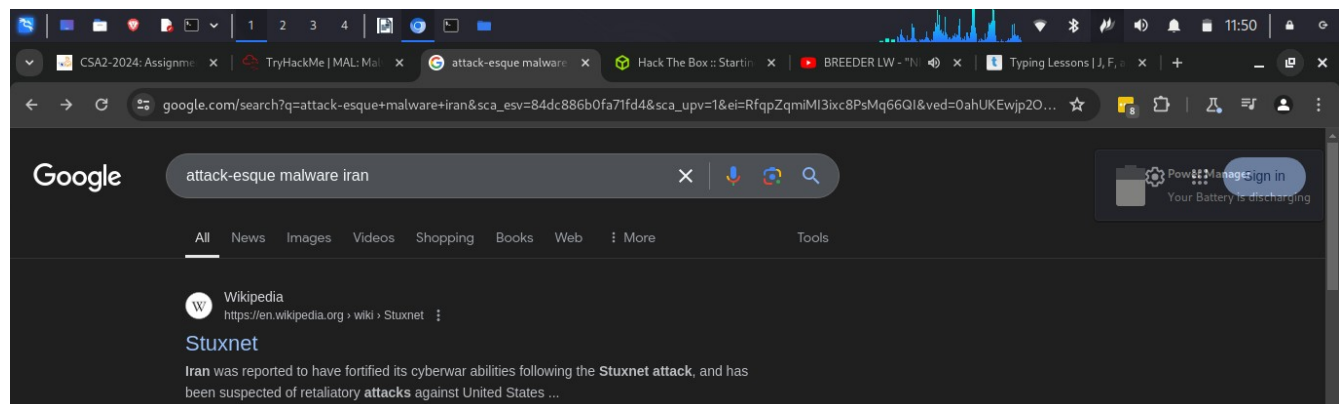 1 2 3 4 11:50
CSA2-2024: Assignme TryHackMe | MAL: Mal attack-esque malware Hack The Box :: Startin BREEDER LW - "N Typing Lessons | J, F,
google.com/search?q=attack-esque+malware+iran&sca_esv=84dc886b0fa71fd4&sca_upv=1&ei=RfqpZqmiMI3ixc8PsMq66QI&ved=0ahUKEwjp2O... 8
Google attack-esque malware iran Sign in
Power Manager
Your Battery is discharging
All News Images Videos Shopping Books Web More Tools
W Wikipedia
https://en.wikipedia.org › wiki › Stuxnet
Stuxnet
Iran was reported to have fortified its cyberwar abilities following the Stuxnet attack, and has
been suspected of retaliatory attacks against United States ...